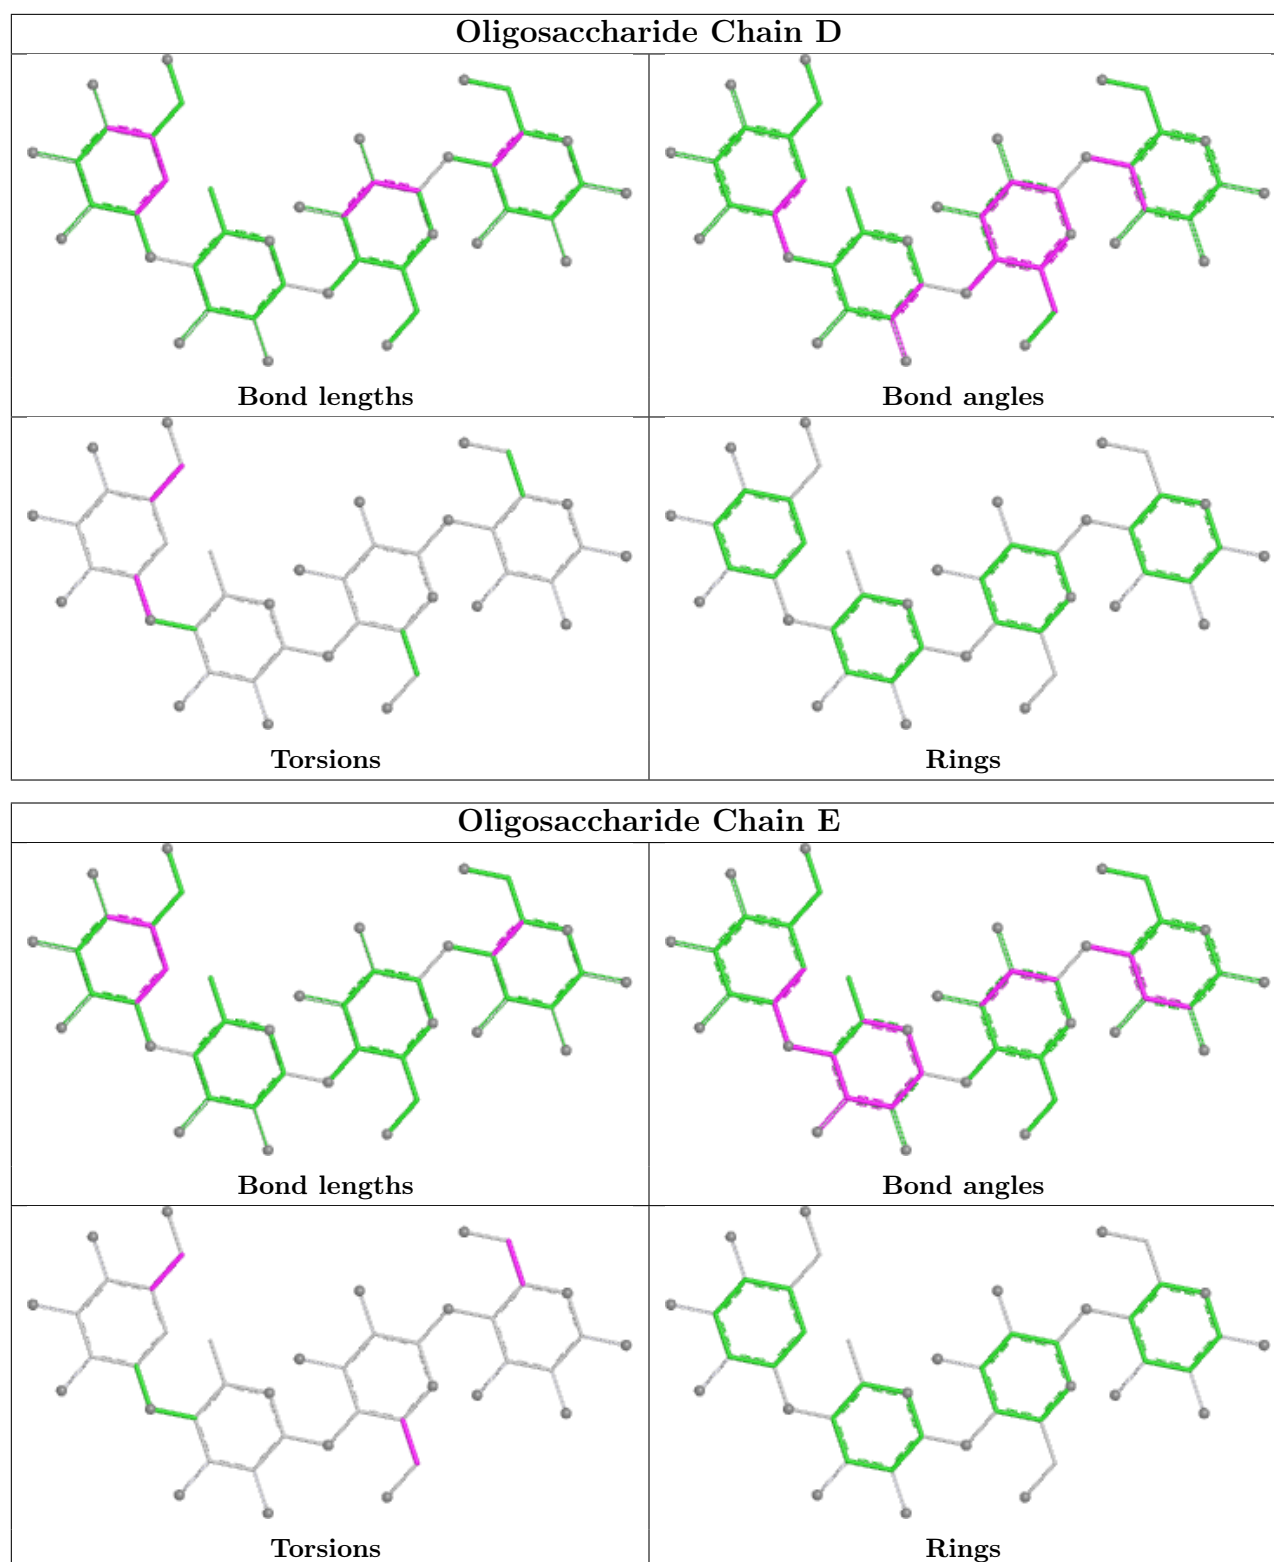 Oligosaccharide Chain D
Bond lengths
Bond angles
Torsions
Rings
Oligosaccharide Chain E
Bond lengths
Bond angles
Torsions
Rings